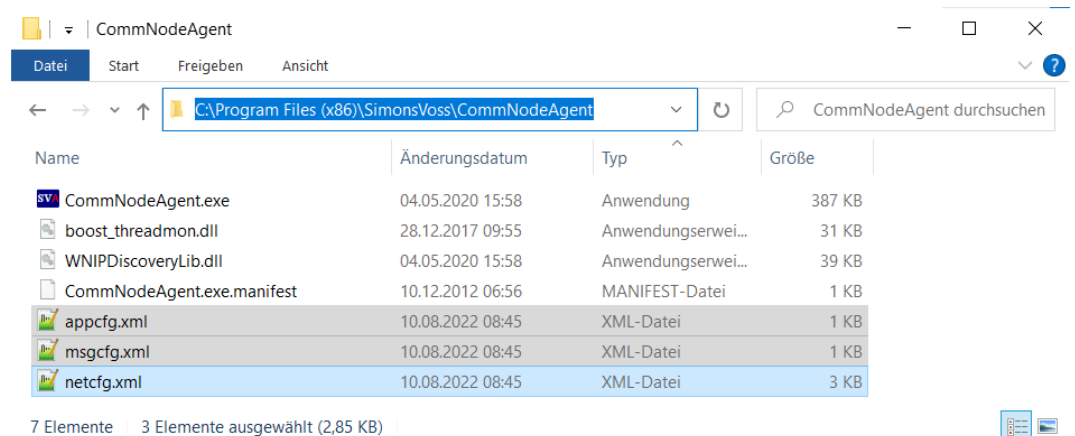 CommNodeAgent
Datei Start Freigeben Ansicht ?
C:\Program Files (x86)\SimonsVoss\CommNodeAgent CommNodeAgent durchsuchen
Name Änderungsdatum Typ Größe
SVA CommNodeAgent.exe 04.05.2020 15:58 Anwendung 387 KB
boost_threadmon.dll 28.12.2017 09:55 Anwendungserwei... 31 KB
WNIPDiscoveryLib.dll 04.05.2020 15:58 Anwendungserwei... 39 KB
CommNodeAgent.exe.manifest 10.12.2012 06:56 MANIFEST-Datei 1 KB
appcfg.xml 10.08.2022 08:45 XML-Datei 1 KB
msgcfg.xml 10.08.2022 08:45 XML-Datei 1 KB
netcfg.xml 10.08.2022 08:45 XML-Datei 3 KB
7 Elemente 3 Elemente ausgewählt (2,85 KB)